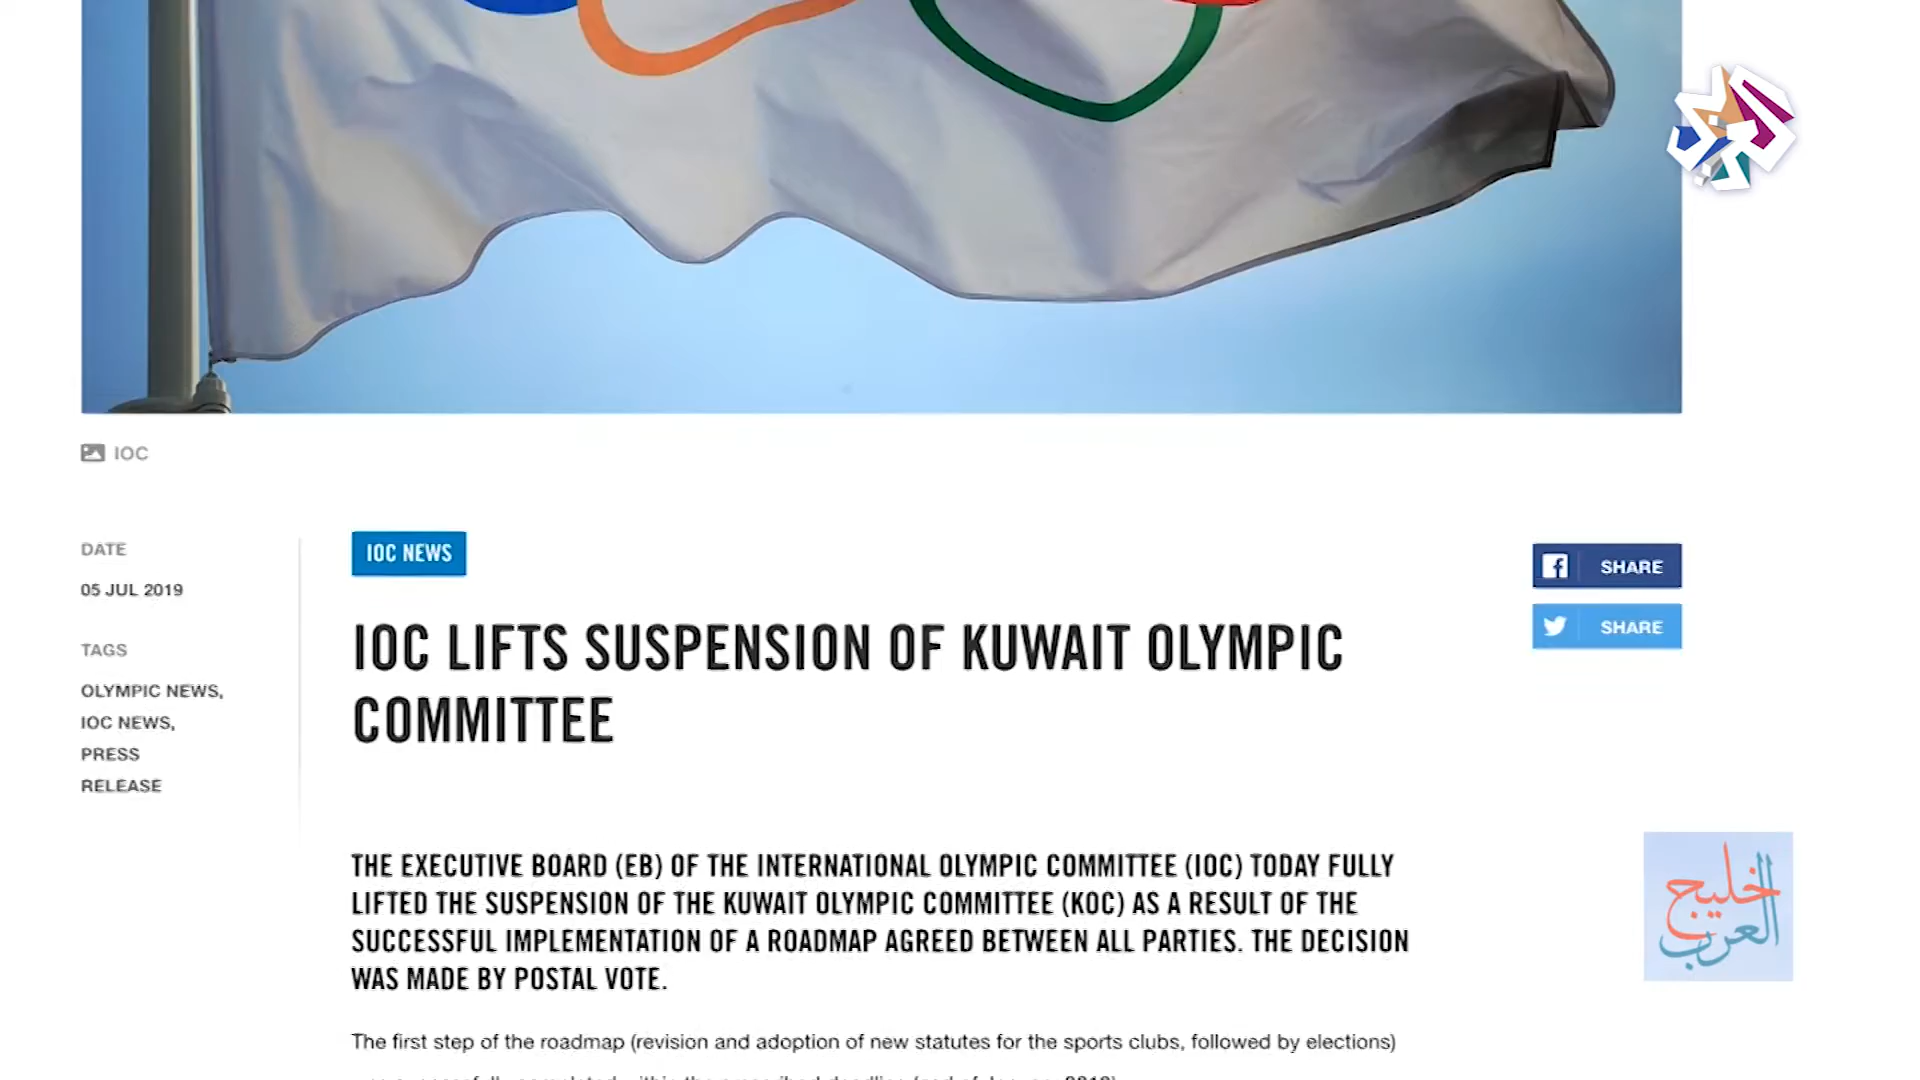 IOC
DATE
05 JUL 2019
TAGS
OLYMPIC NEWS,
IOC NEWS,
PRESS
RELEASE
IOC NEWS
IOC LIFTS SUSPENSION OF KUWAIT OLYMPIC
COMMITTEE
SHARE
SHARE
THE EXECUTIVE BOARD (EB) OF THE INTERNATIONAL OLYMPIC COMMITTEE (IOC) TODAY FULLY
LIFTED THE SUSPENSION OF THE KUWAIT OLYMPIC COMMITTEE (KOC) AS A RESULT OF THE
SUCCESSFUL IMPLEMENTATION OF A ROADMAP AGREED BETWEEN ALL PARTIES. THE DECISION
WAS MADE BY POSTAL VOTE.
The first step of the roadmap (revision and adoption of new statutes for the sports clubs, followed by elections)
خليج
العرب